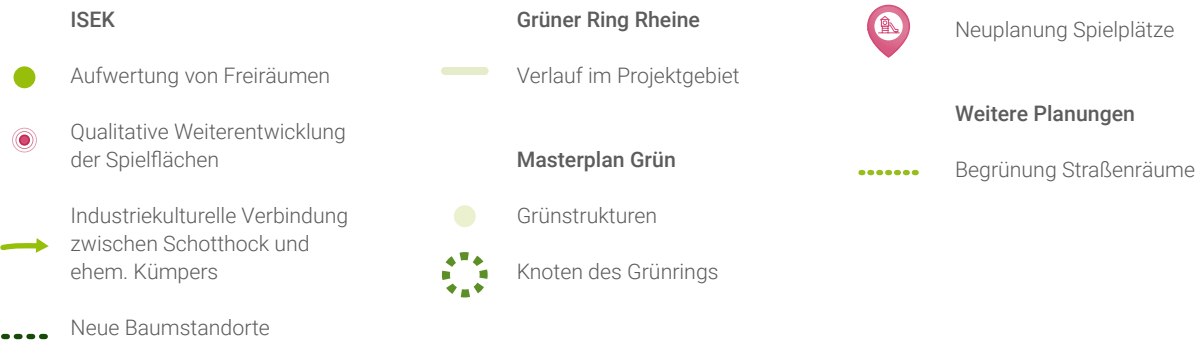 ISEK
Aufwertung von Freiräumen
Qualitative Weiterentwicklung
der Spielflächen
Industriekulturelle Verbindung
zwischen Schotthock und
ehem. Kümpers
Neue Baumstandorte
Grüner Ring Rheine
Verlauf im Projektgebiet
Masterplan Grün
Grünstrukturen
Knoten des Grünrings
Neuplanung Spielplätze
Weitere Planungen
Begrünung Straßenräume